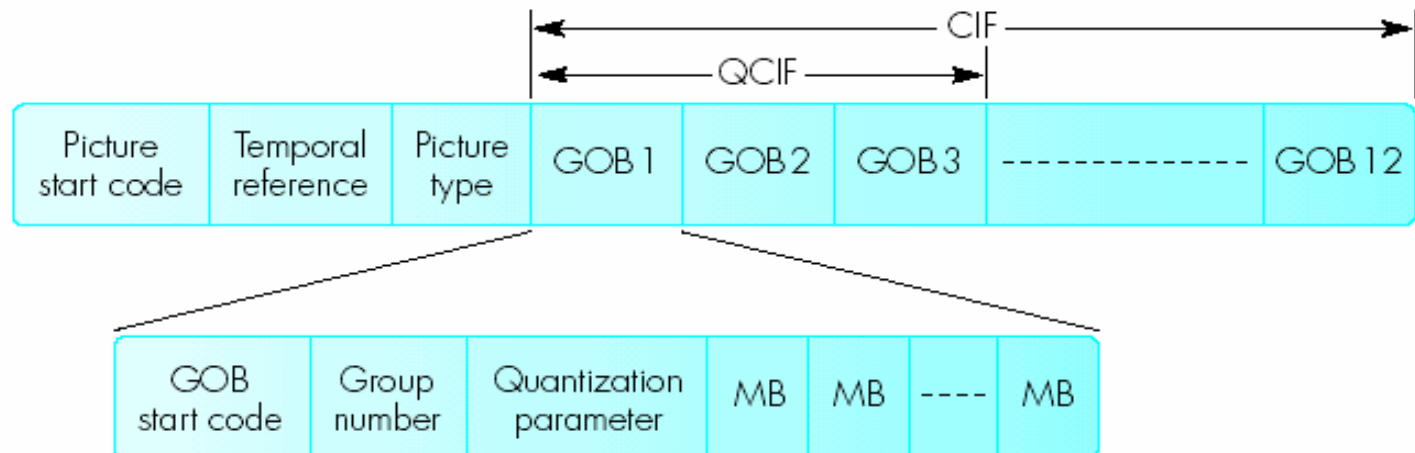 CIF
QCIF
Picture
start code
Temporal
reference
Picture
type
GOB 1
GOB 2
GOB 3
GOB 12
GOB
start code
Group
number
Quantization
parameter
MB
MB
MB